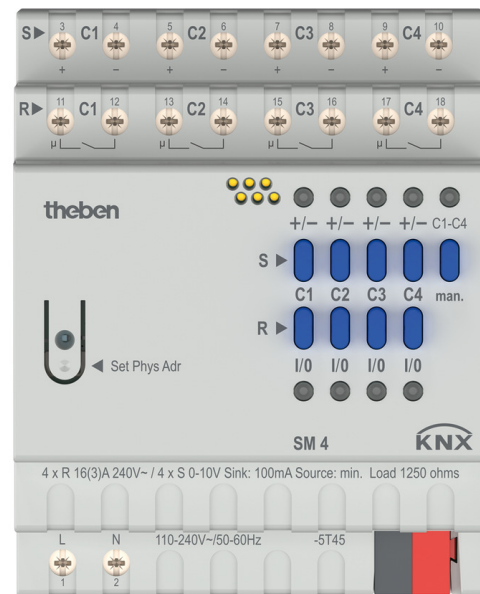 3 4 5 6 7 8 9 10
S▶ C1 C2 C3 C4
+ − + − + − + −
11 12 13 14 15 16 17 18
R▶ C1 C2 C3 C4
µ µ µ µ
theben
+/− +/− +/− +/− C1-C4
S ▶
C1 C2 C3 C4 man.
R ▶
◀ Set Phys Adr
I/0 I/0 I/0 I/0
SM 4 KNX
4 x R 16(3)A 240V~ / 4 x S 0-10V Sink: 100mA Source: min. Load 1250 ohms
L N 110-240V~/50-60Hz -5T45
1 2